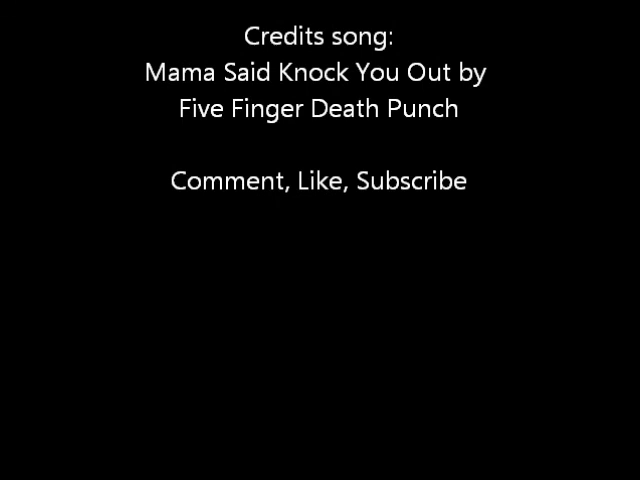 Credits song:
Mama Said Knock You Out by
Five Finger Death Punch
Comment, Like, Subscribe